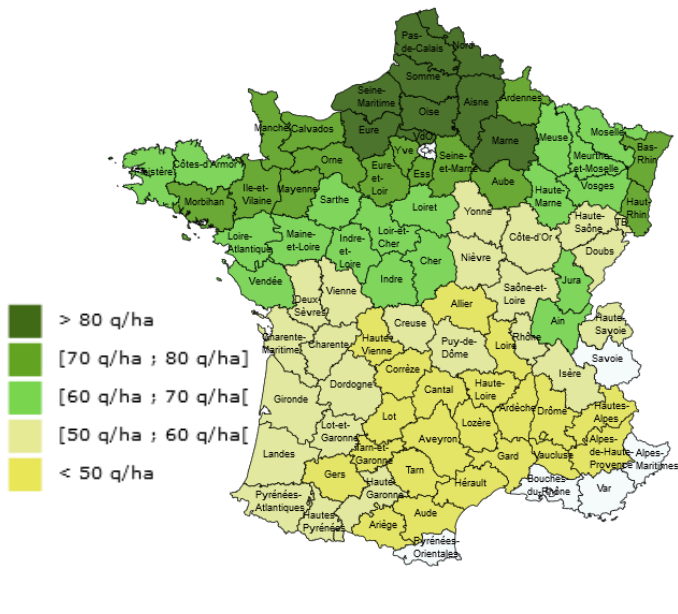 Pas-
de-Calais
Nord
Somme
Seine-
Maritime
Oise
Aisne
Ardennes
Eure
VdO
Marne
Meuse
Moselle
Manche
Calvados
Yve
Seine-
et-Marne
Meurthe-
et-Moselle
Bas-
Rhin
Finistère
Côtes-d'Armor
Orne
Eure-
et-
Loir
Ess
Aube
Haute-
Marne
Vosges
Ille-et-
Vilaine
Mayenne
Morbihan
Sarthe
Loiret
Yonne
Haut-
Rhin
Haute-
Saône
TB
Loire-
Atlantique
Maine-
et-Loire
Indre-
et-
Loire
Loir-et-
Cher
Cher
Nièvre
Côte-d'Or
Doubs
Vendée
Indre
Saône-et-
Loire
Jura
Deux-
Sèvres
Vienne
Allier
Ain
Haute-
Savoie
> 80 q/ha
Charente-
Maritime
Charente
Haute-
Vienne
Creuse
Puy-de-
Dôme
Loire
Rhône
Savoie
[70 q/ha ; 80 q/ha]
Corrèze
Isère
Dordogne
Cantal
Haute-
Loire
[60 q/ha ; 70 q/ha[
Gironde
Lot
Ardèche
Drôme
Hautes-
Alpes
[50 q/ha ; 60 q/ha[
Lot-et-
Garonne
Aveyron
Lozère
Landes
Tarn-et-
Garonne
Gard
Vaucluse
Alpes-
de-Haute-
Provence
Alpes-
Maritimes
< 50 q/ha
Gers
Tarn
Hérault
Bouches-
du-Rhône
Var
Pyrénées-
Atlantiques
Haute-
Garonne
Hautes-
Pyrénées
Ariège
Aude
Pyrénées-
Orientales